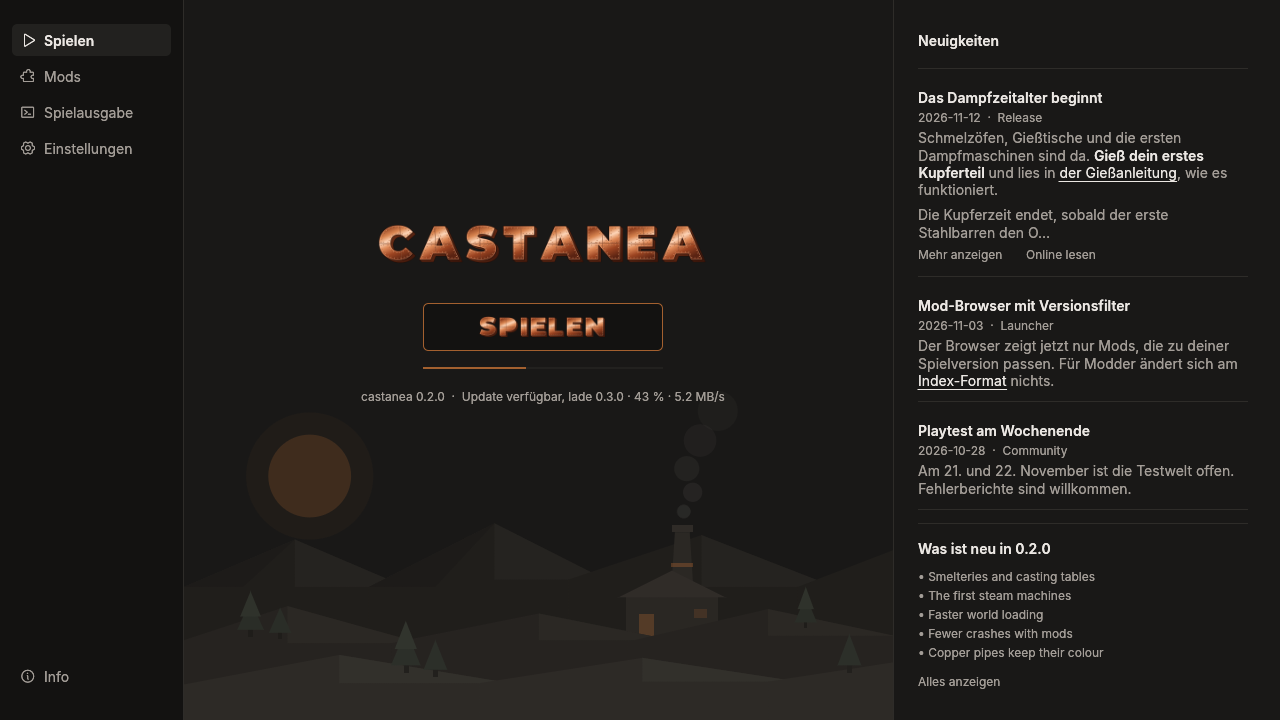 Spielen
Mods
Spielausgabe
Einstellungen
Info
CASTANEA
SPIELEN
castanea 0.2.0 · Update verfügbar, lade 0.3.0 · 43 % · 5.2 MB/s
Neuigkeiten
Das Dampfzeitalter beginnt
2026-11-12 · Release
Schmelzöfen, Gießtische und die ersten
Dampfmaschinen sind da. Gieß dein erstes
Kupferteil und lies in der Gießanleitung, wie es
funktioniert.
Die Kupferzeit endet, sobald der erste
Stahlbarren den O...
Mehr anzeigen Online lesen
Mod-Browser mit Versionsfilter
2026-11-03 · Launcher
Der Browser zeigt jetzt nur Mods, die zu deiner
Spielversion passen. Für Modder ändert sich am
Index-Format nichts.
Playtest am Wochenende
2026-10-28 · Community
Am 21. und 22. November ist die Testwelt offen.
Fehlerberichte sind willkommen.
Was ist neu in 0.2.0
• Smelteries and casting tables
• The first steam machines
• Faster world loading
• Fewer crashes with mods
• Copper pipes keep their colour
Alles anzeigen